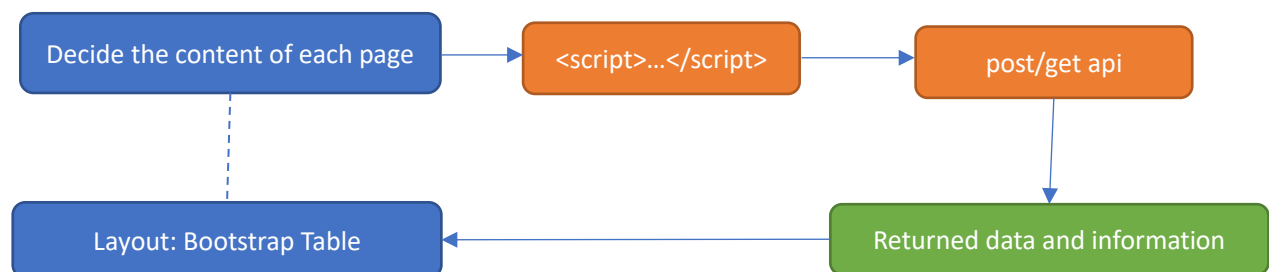 Decide the content of each page
<script>...</script>
post/get api
Layout: Bootstrap Table
Returned data and information